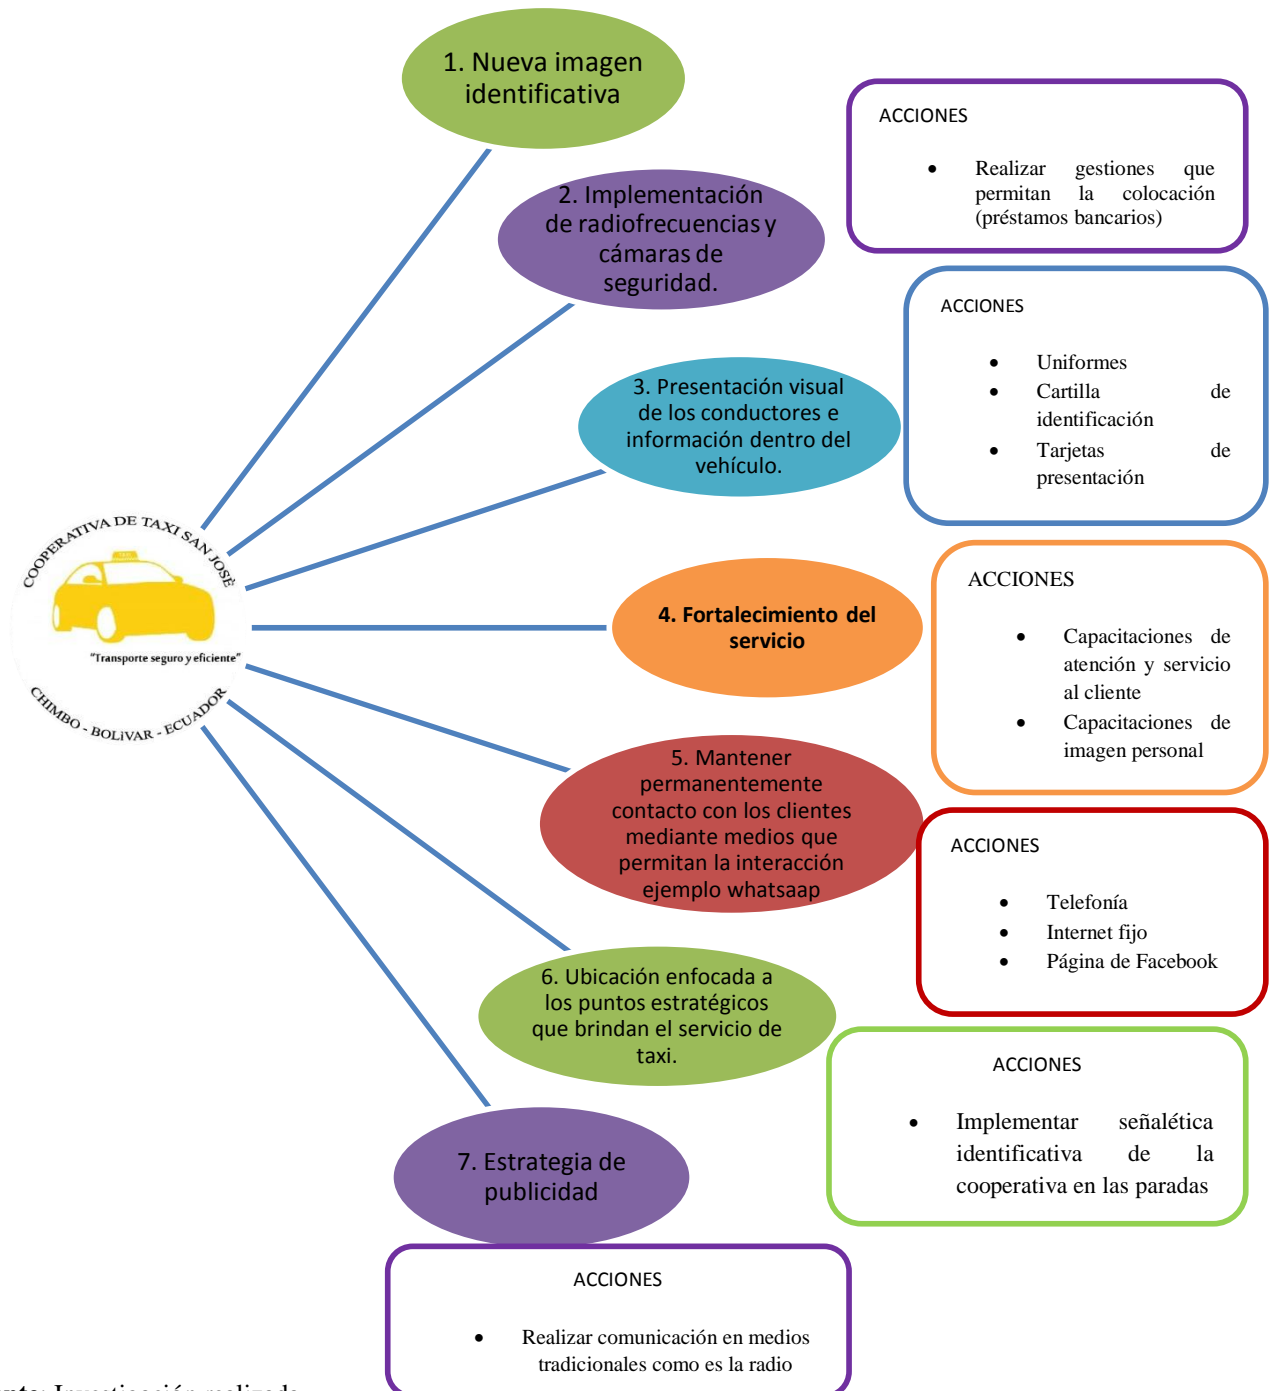 1. Nueva imagen
identificativa
ACCIONES
• Realizar gestiones que
permitan la colocación
(préstamos bancarios)
2. Implementación
de radiofrecuencias y
cámaras de
seguridad.
ACCIONES
• Uniformes
• Cartilla de
identificación
• Tarjetas de
presentación
3. Presentación visual
de los conductores e
información dentro del
vehículo.
COOPERATIVA DE TAXI SAN JOSÈ
TAXI
"Transporte seguro y eficiente"
CHIMBO - BOLíVAR - ECUADOR
4. Fortalecimiento del
servicio
ACCIONES
• Capacitaciones de
atención y servicio
al cliente
• Capacitaciones de
imagen personal
5. Mantener
permanentemente
contacto con los clientes
mediante medios que
permitan la interacción
ejemplo whatsaap
ACCIONES
• Telefonía
• Internet fijo
• Página de Facebook
6. Ubicación enfocada a
los puntos estratégicos
que brindan el servicio de
taxi.
ACCIONES
• Implementar señalética
identificativa de la
cooperativa en las paradas
7. Estrategia de
publicidad
ACCIONES
• Realizar comunicación en medios
tradicionales como es la radio